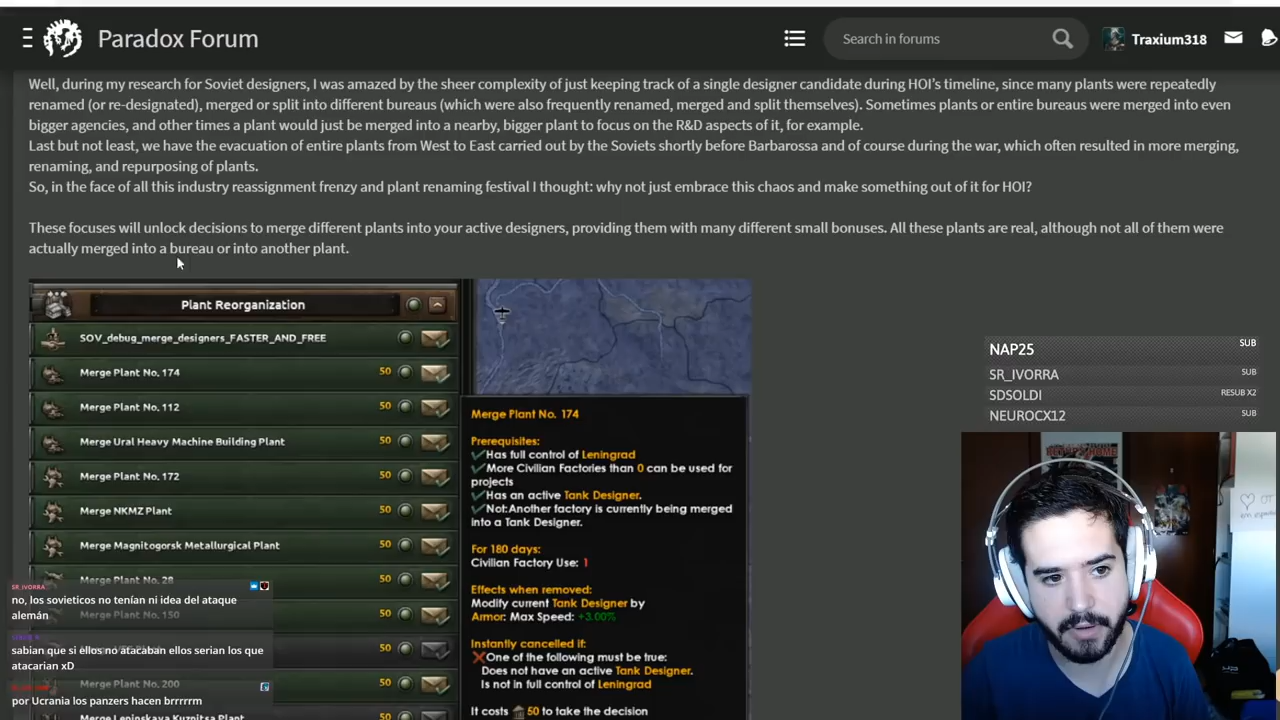 Paradox Forum
Search in forums
Traxium318
Well, during my research for Soviet designers, I was amazed by the sheer complexity of just keeping track of a single designer candidate during HOI's timeline, since many plants were repeatedly
renamed (or re-designated), merged or split into different bureaus (which were also frequently renamed, merged and split themselves). Sometimes plants or entire bureaus were merged into even
bigger agencies, and other times a plant would just be merged into a nearby, bigger plant to focus on the R&D aspects of it, for example.
Last but not least, we have the evacuation of entire plants from West to East carried out by the Soviets shortly before Barbarossa and of course during the war, which often resulted in more merging,
renaming, and repurposing of plants.
So, in the face of all this industry reassignment frenzy and plant renaming festival I thought: why not just embrace this chaos and make something out of it for HOI?
These focuses will unlock decisions to merge different plants into your active designers, providing them with many different small bonuses. All these plants are real, although not all of them were
actually merged into a bureau or into another plant.
Plant Reorganization
SOV_debug_merge_designers_FASTER_AND_FREE
Merge Plant No. 174 50
Merge Plant No. 112 50
Merge Ural Heavy Machine Building Plant 50
Merge Plant No. 172 50
Merge NKMZ Plant 50
Merge Magnitogorsk Metallurgical Plant 50
Merge Plant No. 28 50
Merge Plant No. 150 50
50
Merge Plant No. 200 50
Merge Leninskaya Kuznitsa Plant 50
Merge Plant No. 174
Prerequisites:
Has full control of Leningrad
More Civilian Factories than 0 can be used for
projects
Has an active Tank Designer.
Not:Another factory is currently being merged
into a Tank Designer.
For 180 days:
Civilian Factory Use: 1
Effects when removed:
Modify current Tank Designer by
Armor: Max Speed: +3.00%
Instantly cancelled if:
One of the following must be true:
Does not have an active Tank Designer.
Is not in full control of Leningrad
It costs 50 to take the decision
NAP25 SUB
SR_IVORRA SUB
SDSOLDI RESUB X2
NEUROCX12 SUB
SR_IVORRA
no, los sovieticos no tenían ni idea del ataque
alemán
sabian que si ellos no atacaban ellos serian los que
atacarian xD
por Ucrania los panzers hacen brrrrrm